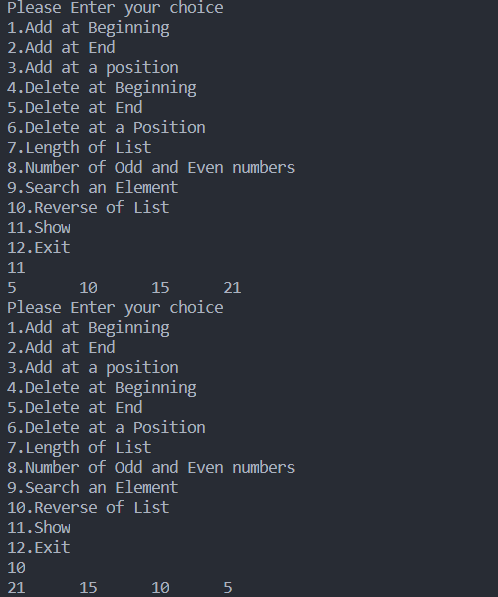 Please Enter your choice
1.Add at Beginning
2.Add at End
3.Add at a position
4.Delete at Beginning
5.Delete at End
6.Delete at a Position
7.Length of List
8.Number of Odd and Even numbers
9.Search an Element
10.Reverse of List
11.Show
12.Exit
11
5       10      15      21
Please Enter your choice
1.Add at Beginning
2.Add at End
3.Add at a position
4.Delete at Beginning
5.Delete at End
6.Delete at a Position
7.Length of List
8.Number of Odd and Even numbers
9.Search an Element
10.Reverse of List
11.Show
12.Exit
10
21      15      10      5